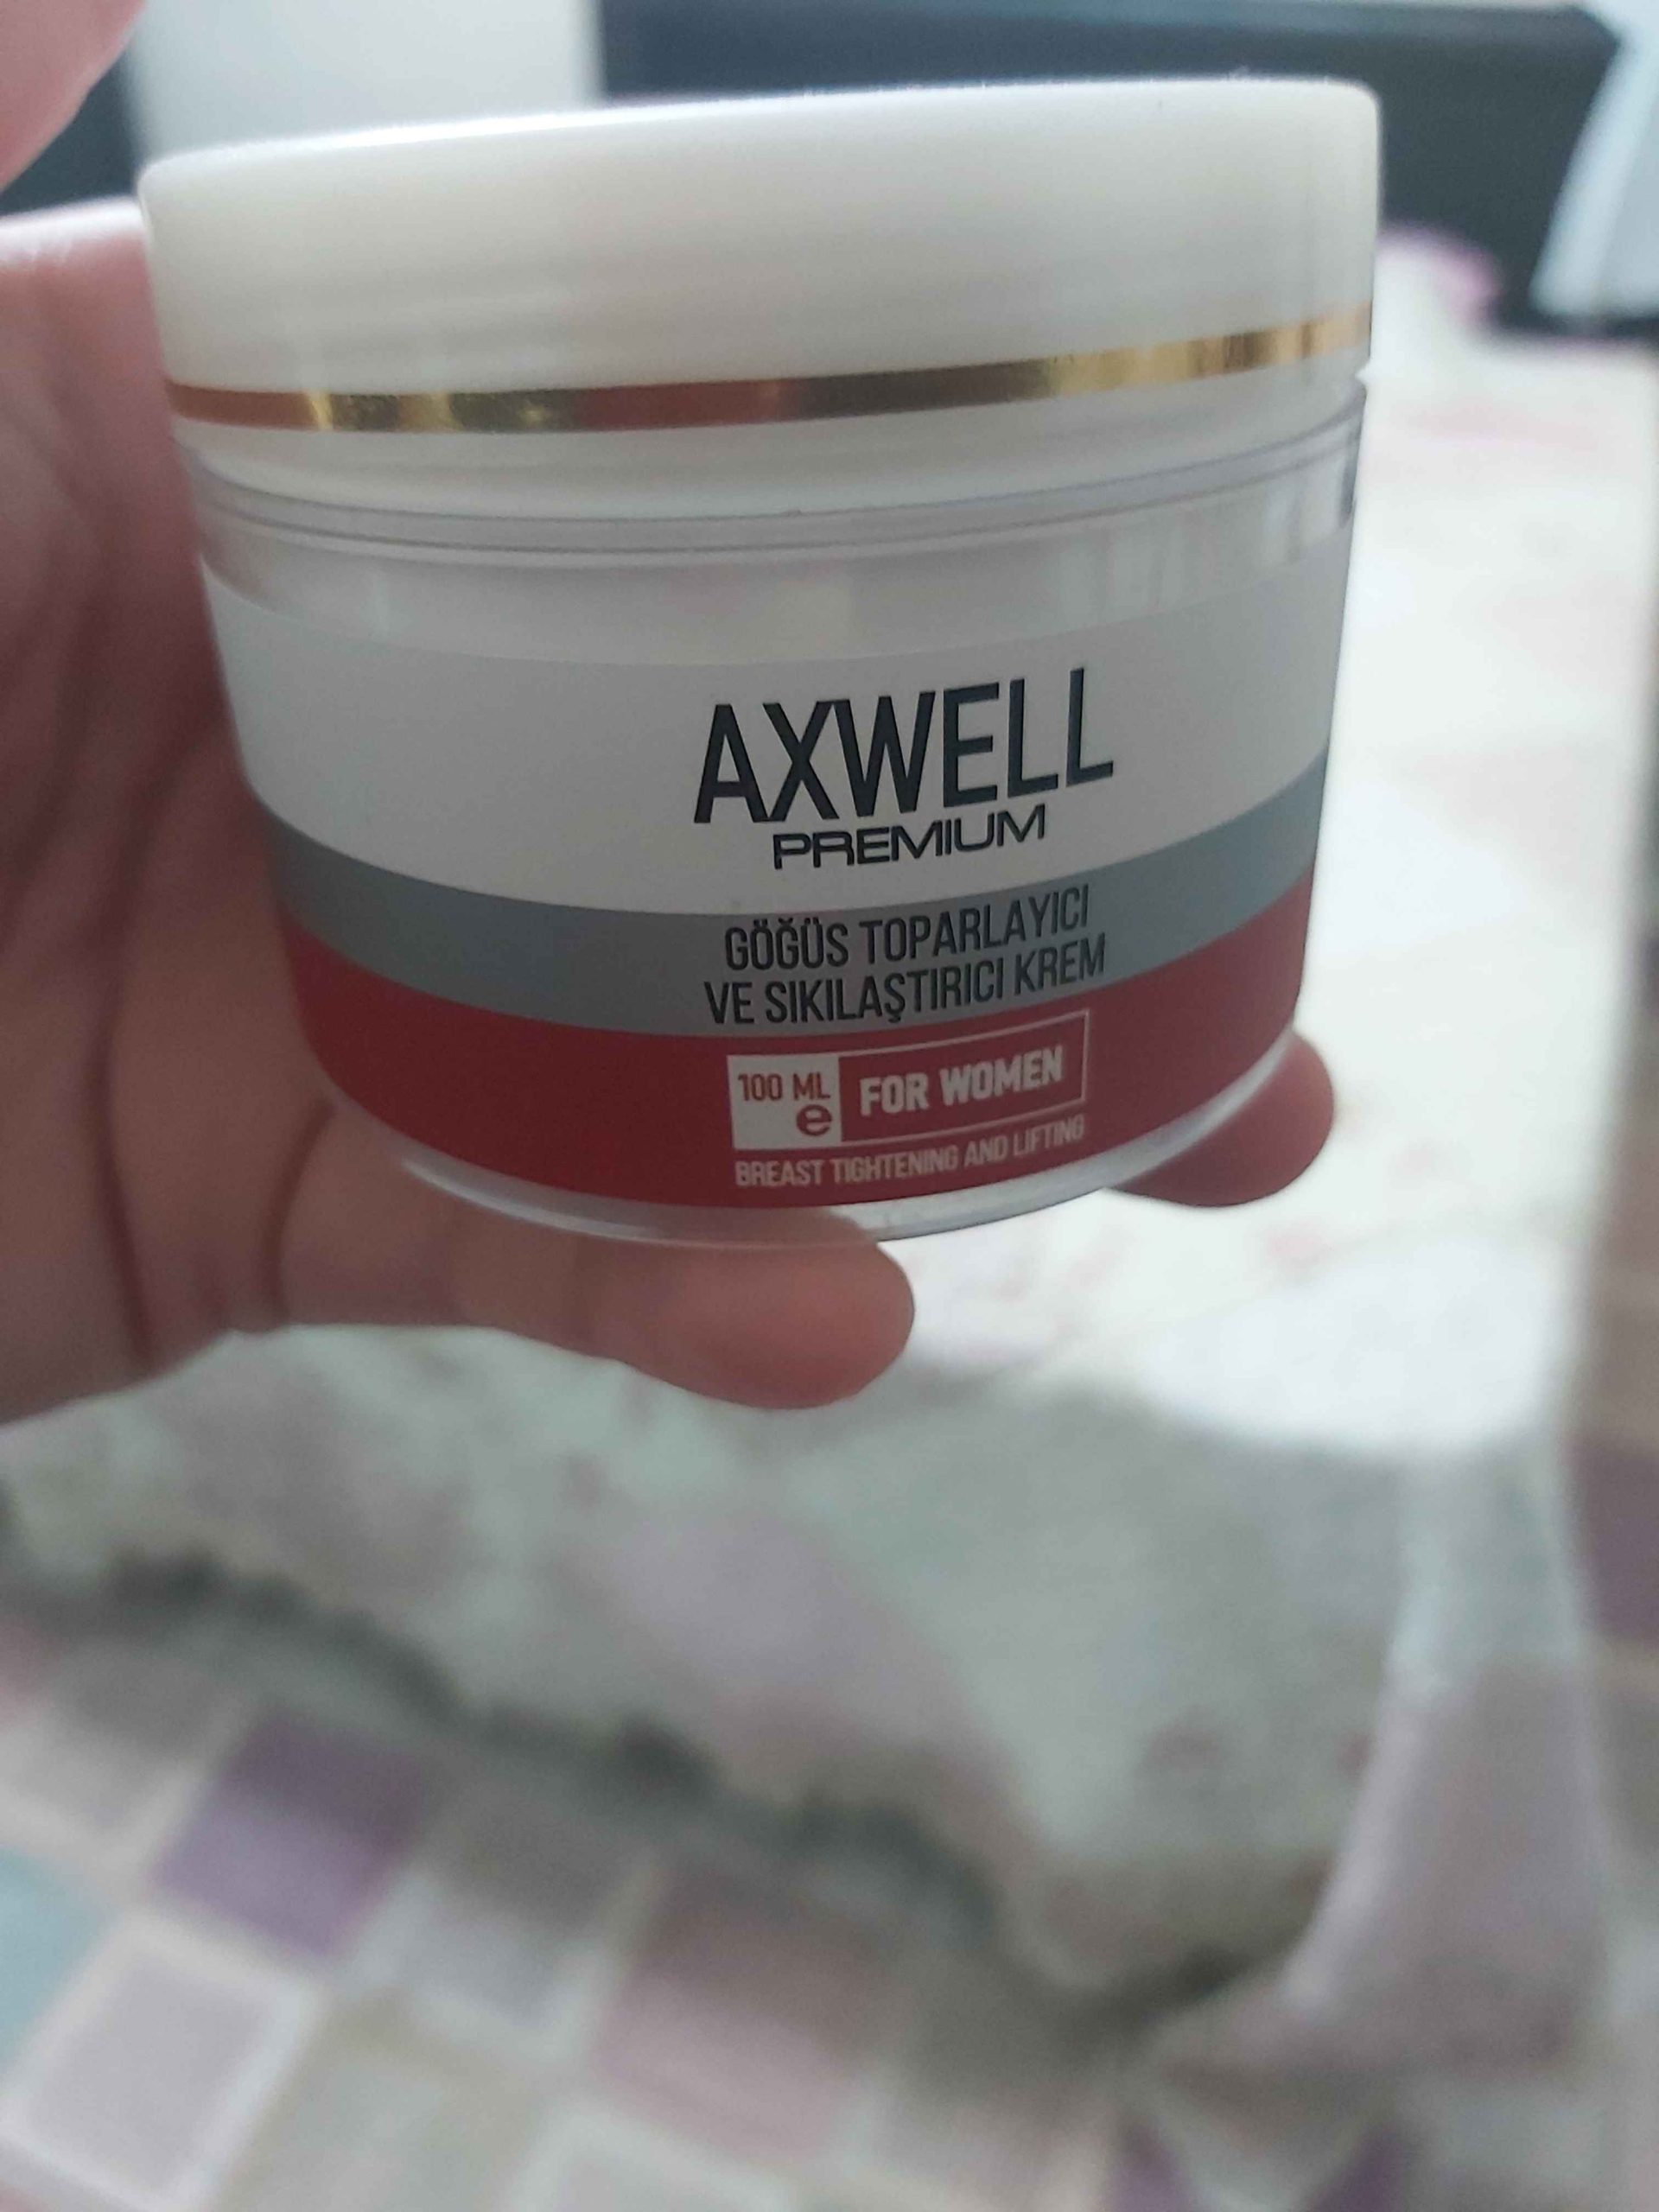 AXWELL
PREMIUM
GÖĞÜS TOPARLAYICI
VE SIKILAŞTIRICI KREM
100 ML e FOR WOMEN
BREAST TIGHTENING AND LIFTING